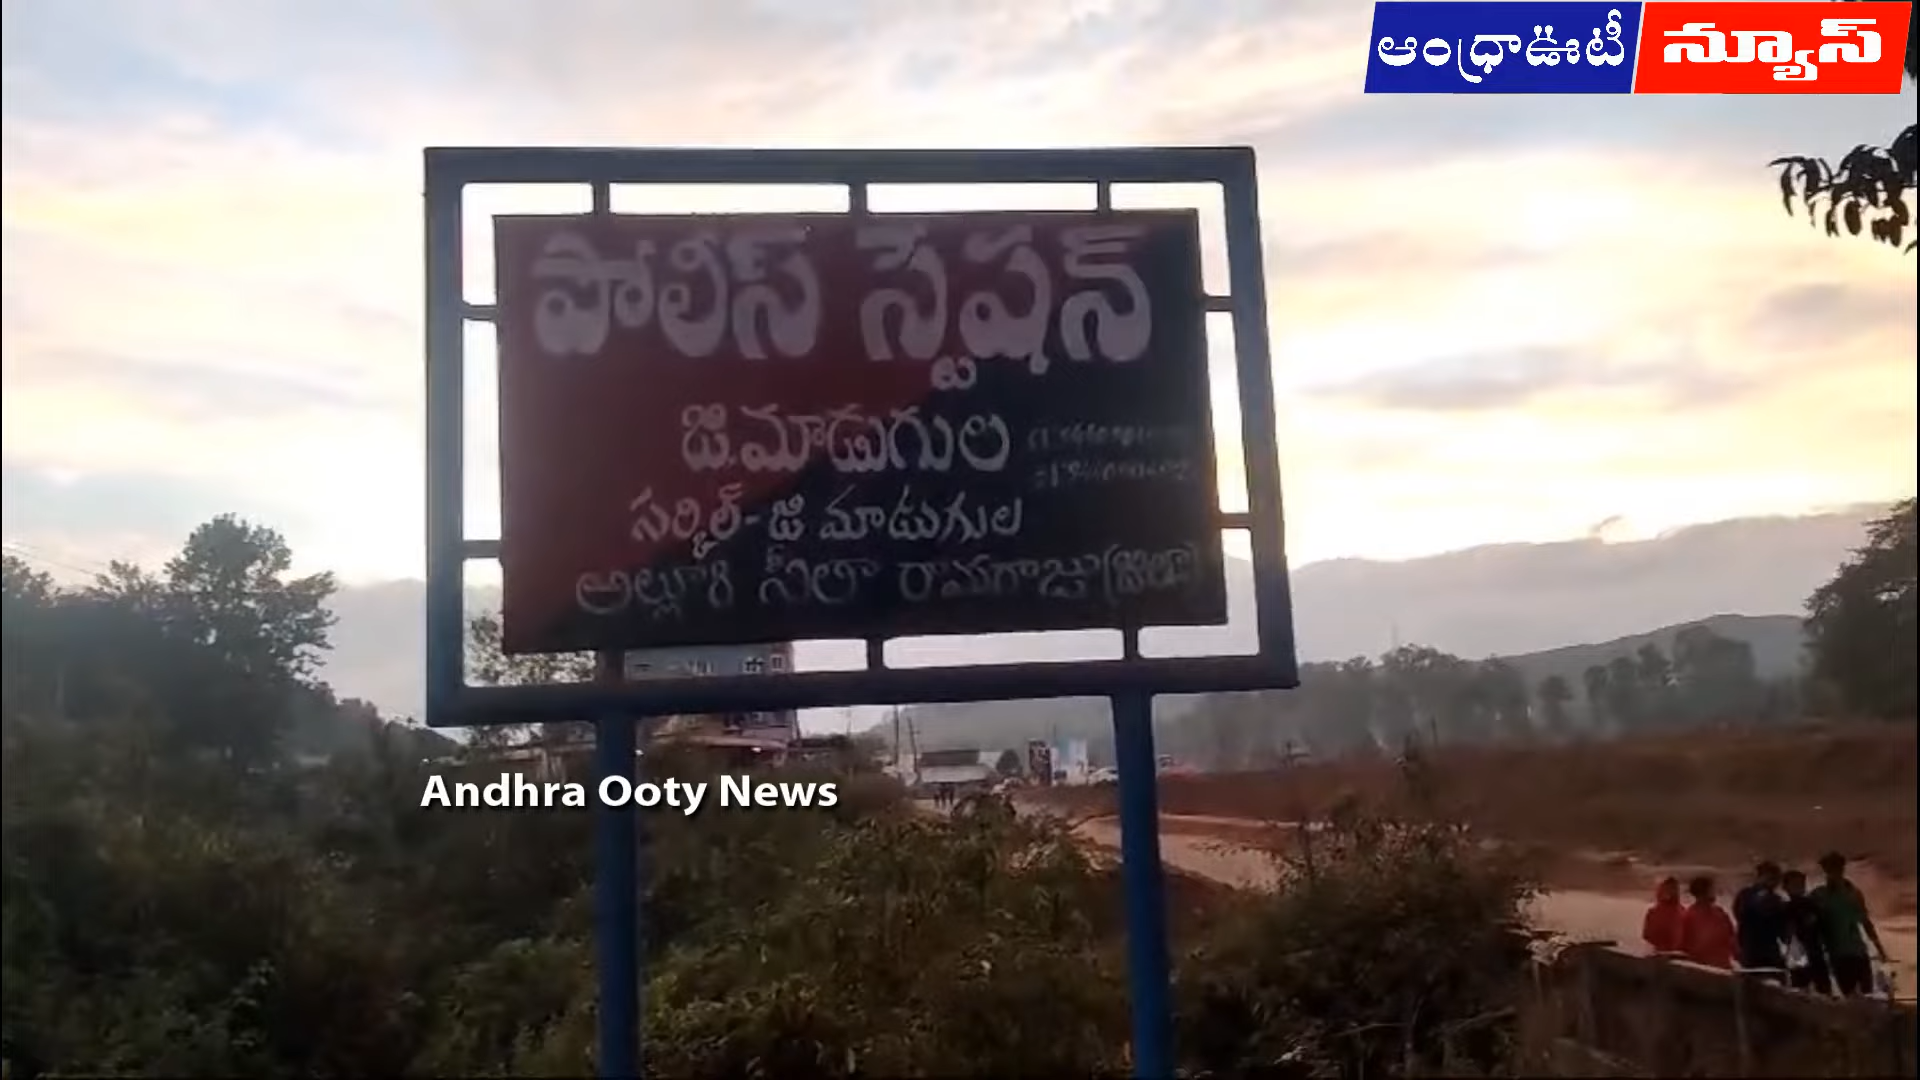 ఆంధ్రాఊటీ న్యూస్
పోలీస్ స్టేషన్
జి.మాడుగుల
సర్కిల్-జి మాడుగుల
అల్లూరి సీతా రామరాజు(జిల్లా)
Andhra Ooty News